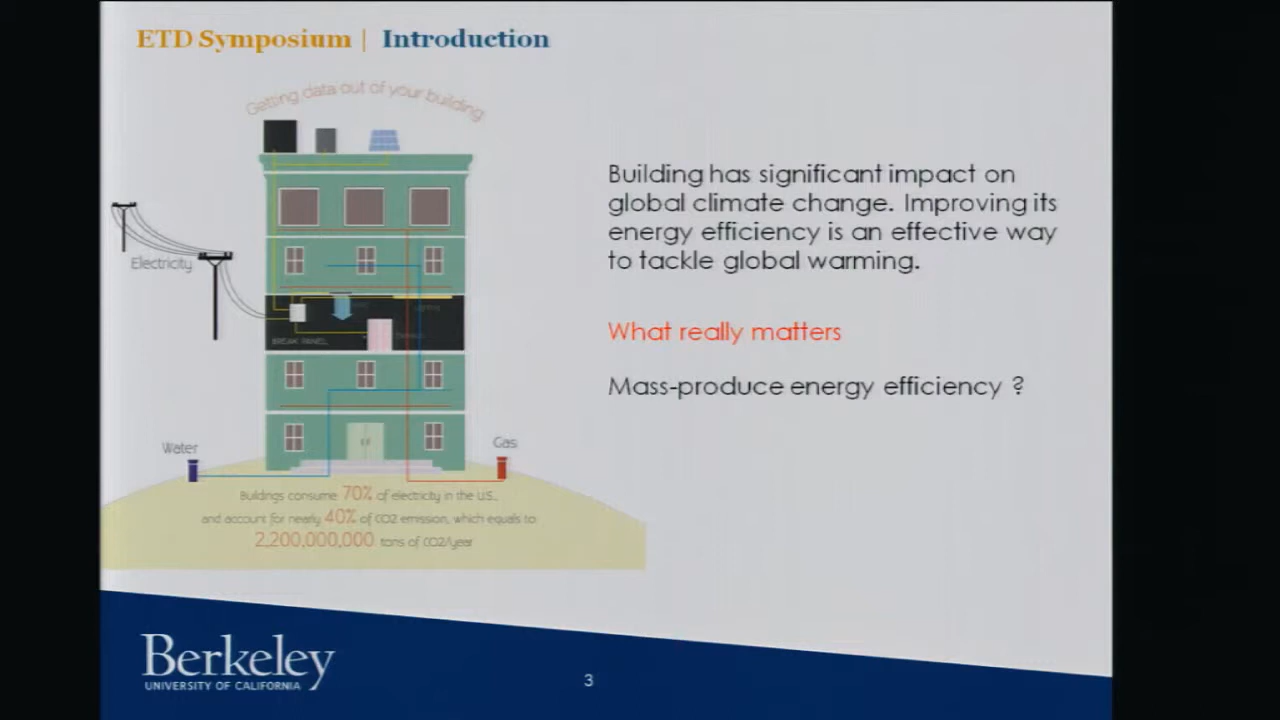 ETD Symposium | Introduction
Getting data out of your building
Building has significant impact on
global climate change. Improving its
energy efficiency is an effective way
to tackle global warming.
What really matters
Mass-produce energy efficiency ?
Electricity
BREAK PANEL
Water
Gas
Buildings consume 70% of electricity in the U.S.,
and account for nearly 40% of CO2 emission, which equals to
2,200,000,000 tons of CO2/year
Berkeley
UNIVERSITY OF CALIFORNIA
3